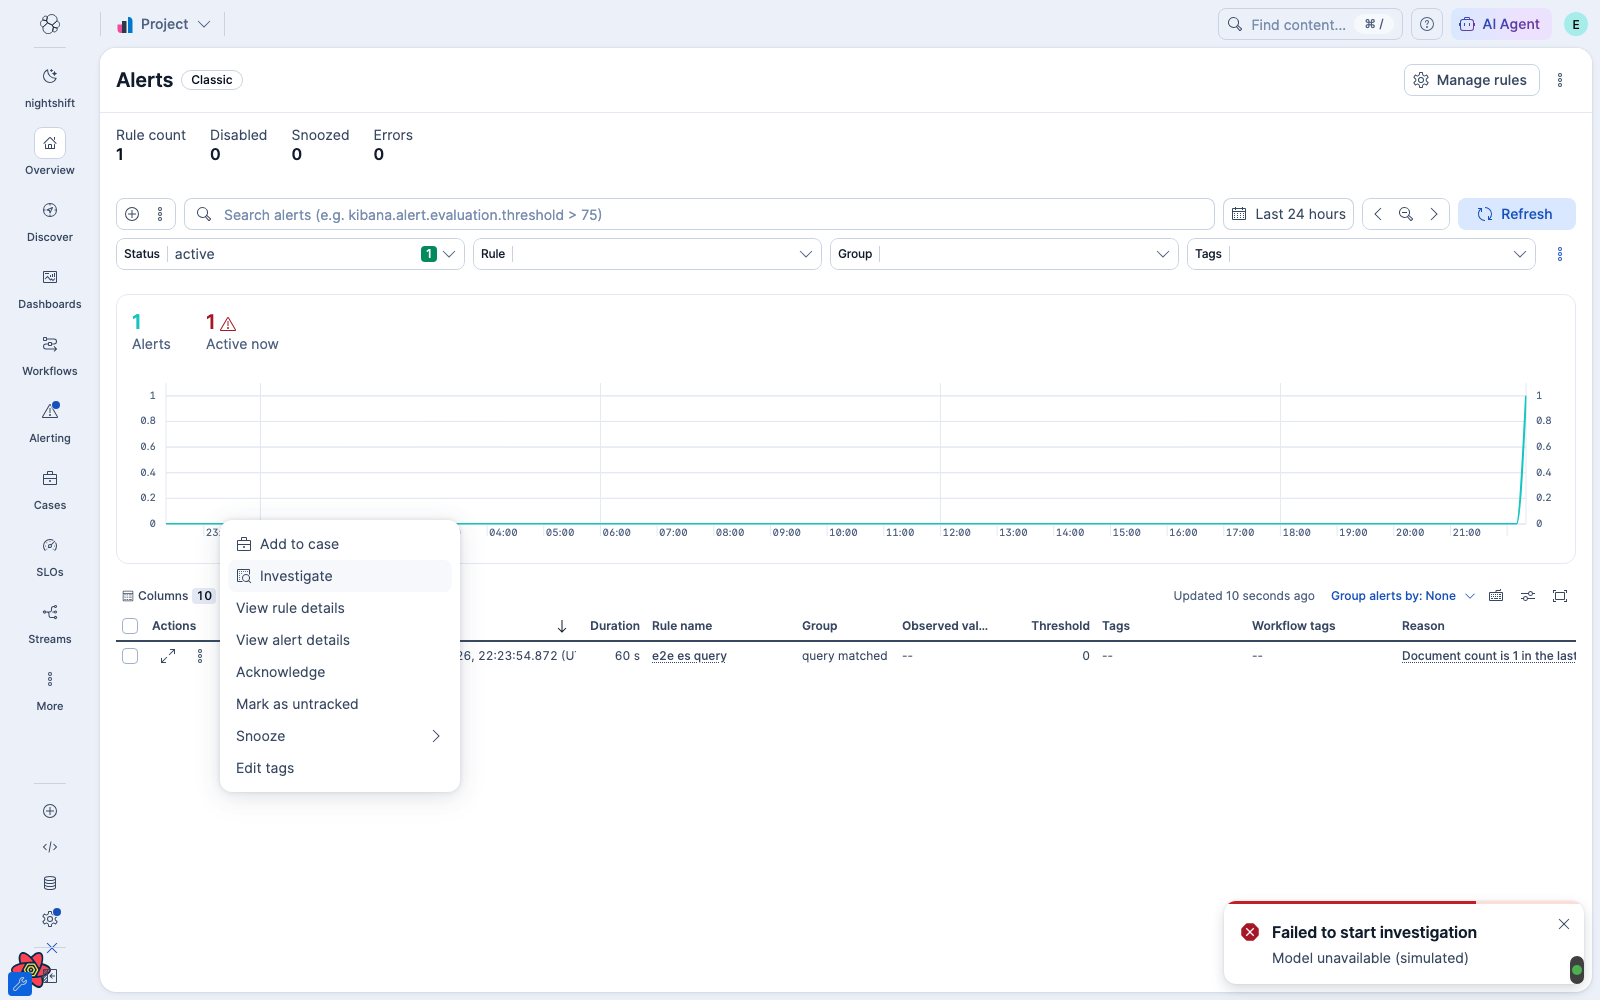 Project
Find content...
⌘ /
AI Agent
E
nightshift
Overview
Discover
Dashboards
Workflows
Alerting
Cases
SLOs
Streams
More
Alerts
Classic
Manage rules
Rule count
1
Disabled
0
Snoozed
0
Errors
0
Search alerts (e.g. kibana.alert.evaluation.threshold > 75)
Last 24 hours
Refresh
Status
active
1
Rule
Group
Tags
1
Alerts
1
Active now
1
0.8
0.6
0.4
0.2
0
1
0.8
0.6
0.4
0.2
0
23:
04:00
05:00
06:00
07:00
08:00
09:00
10:00
11:00
12:00
13:00
14:00
15:00
16:00
17:00
18:00
19:00
20:00
21:00
Add to case
Investigate
View rule details
View alert details
Acknowledge
Mark as untracked
Snooze
Edit tags
Columns 10
Updated 10 seconds ago
Group alerts by: None
Actions
Duration
Rule name
Group
Observed val...
Threshold
Tags
Workflow tags
Reason
26, 22:23:54.872 (U
60 s
e2e es query
query matched
--
0
--
--
Document count is 1 in the last
Failed to start investigation
Model unavailable (simulated)